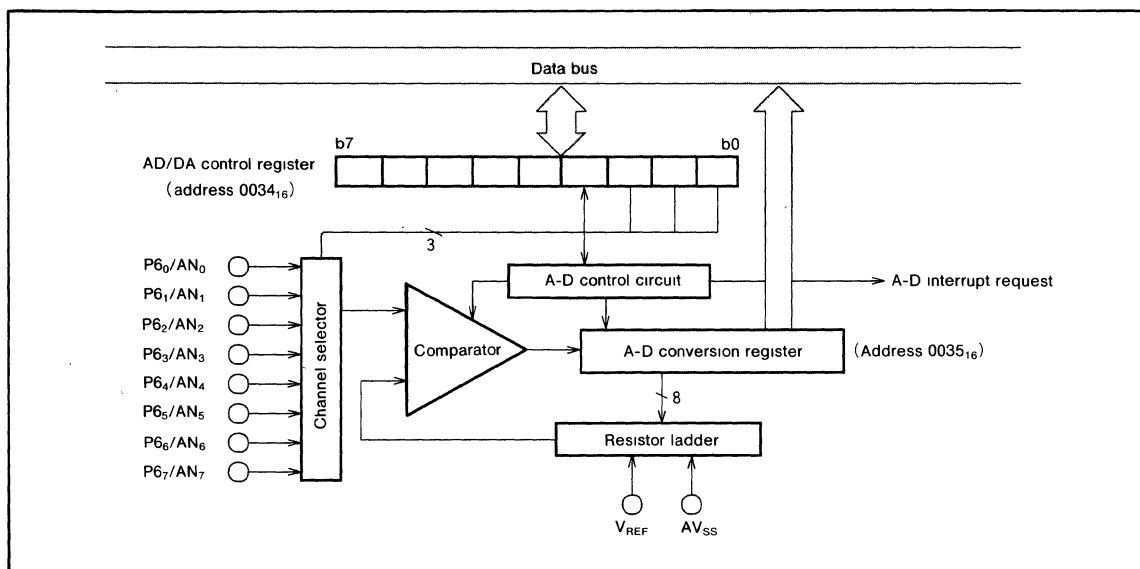 Data bus
b7
b0
AD/DA control register
(address 0034₁₆)
3
P6₀/AN₀
P6₁/AN₁
P6₂/AN₂
P6₃/AN₃
P6₄/AN₄
P6₅/AN₅
P6₆/AN₆
P6₇/AN₇
Channel selector
Comparator
A-D control circuit
A-D interrupt request
A-D conversion register
(Address 0035₁₆)
8
Resistor ladder
V_REF
AV_SS